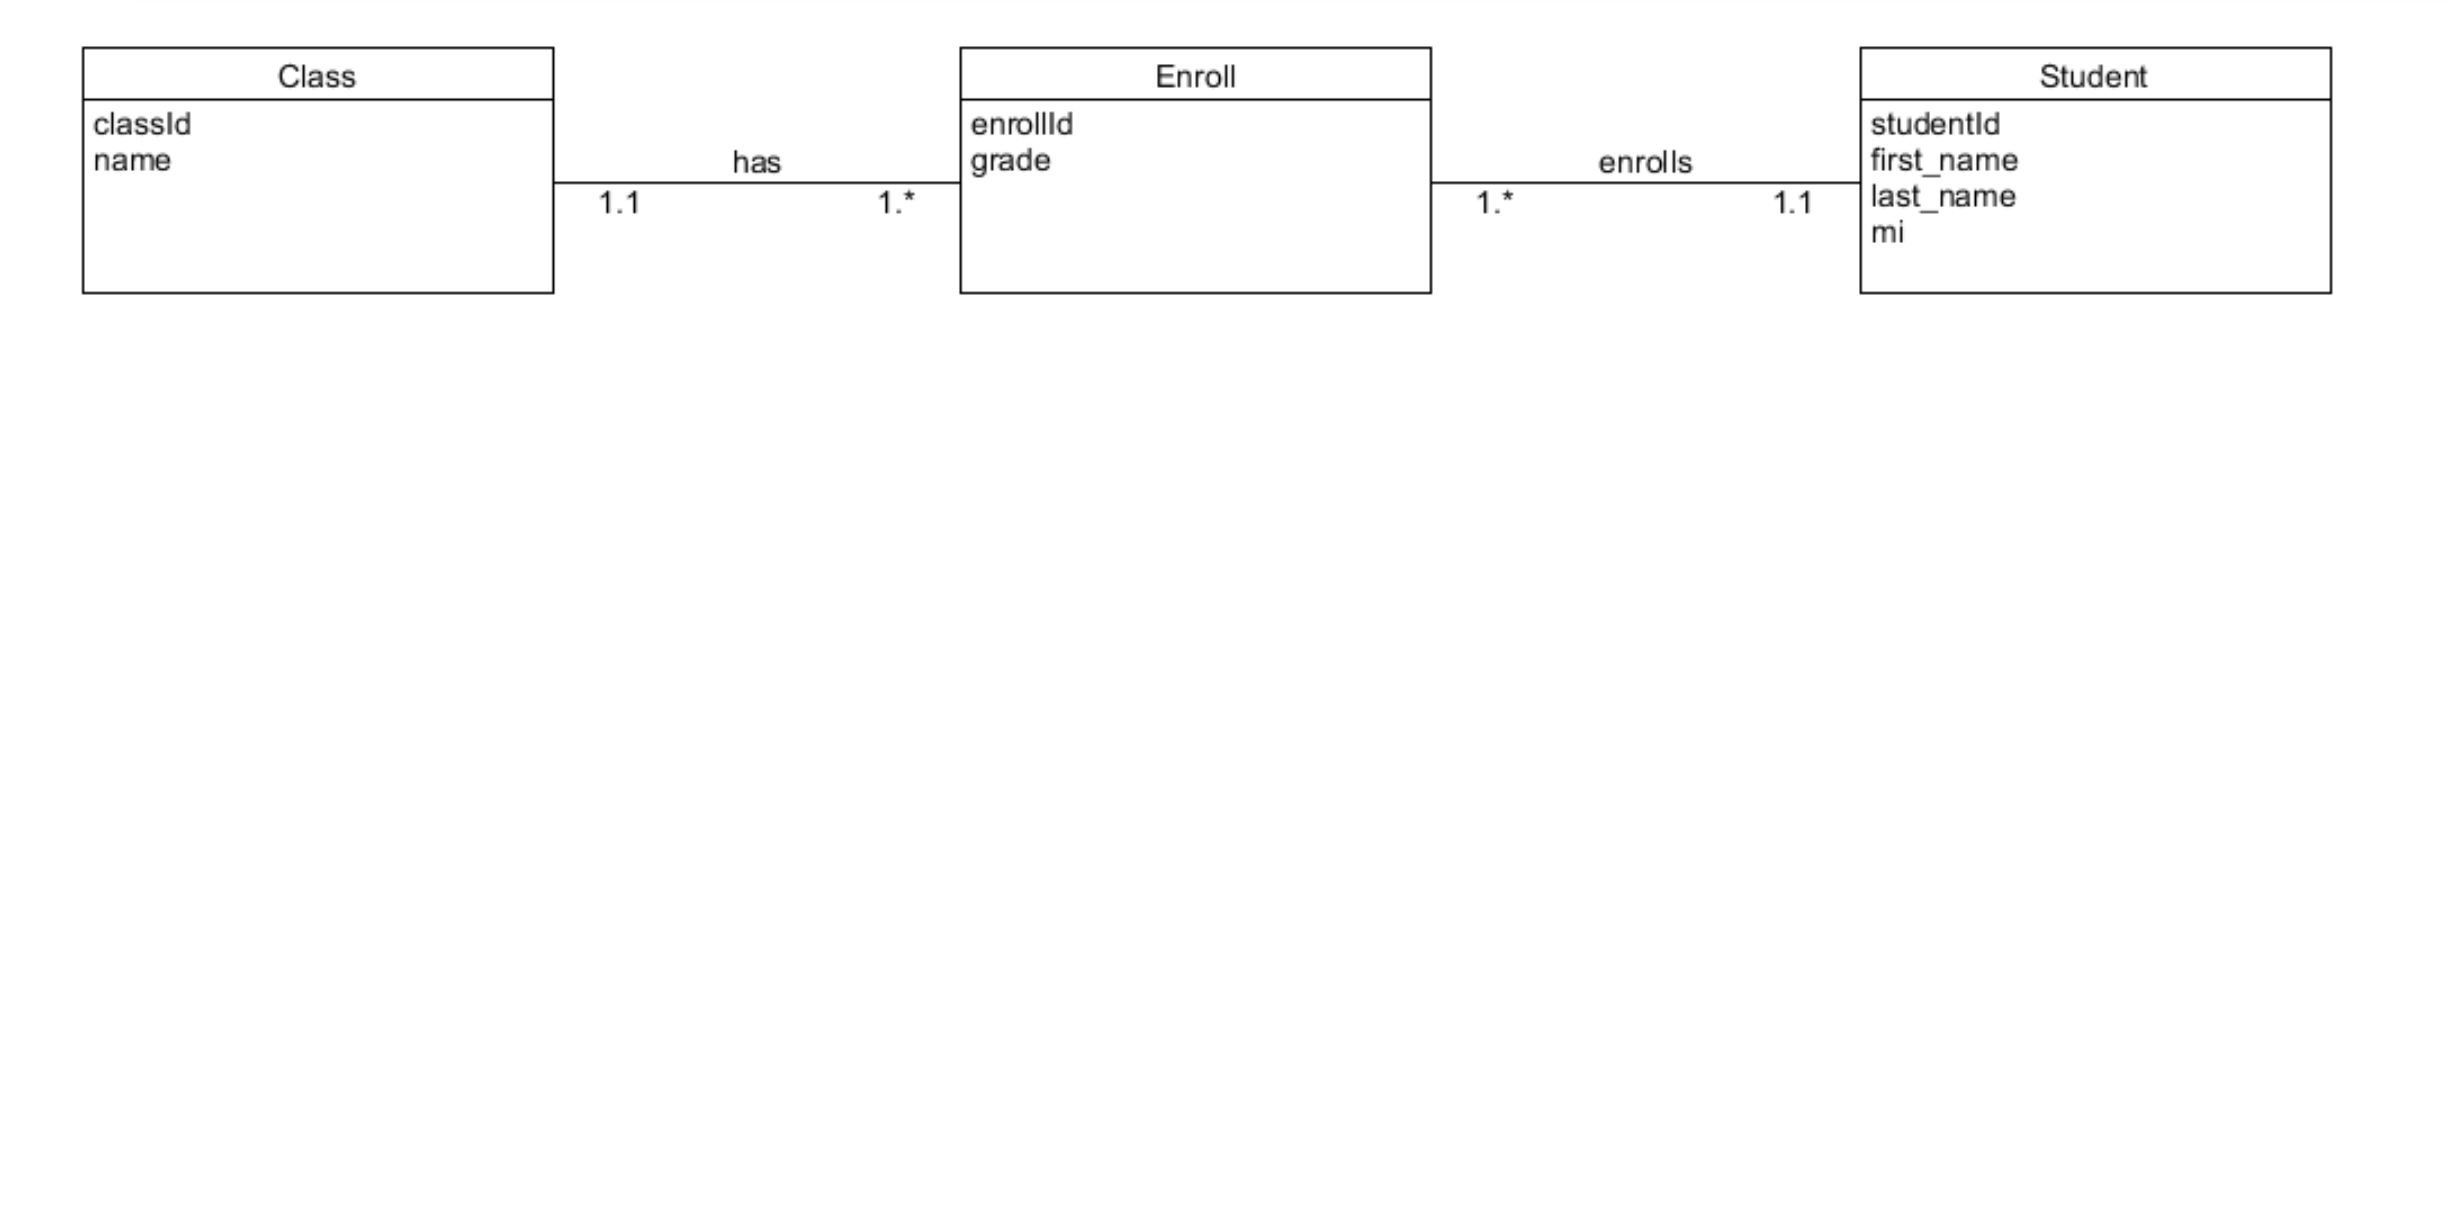 Class
classId
name
has
1.1
1.*
Enroll
enrollId
grade
enrolls
1.*
1.1
Student
studentId
first_name
last_name
mi